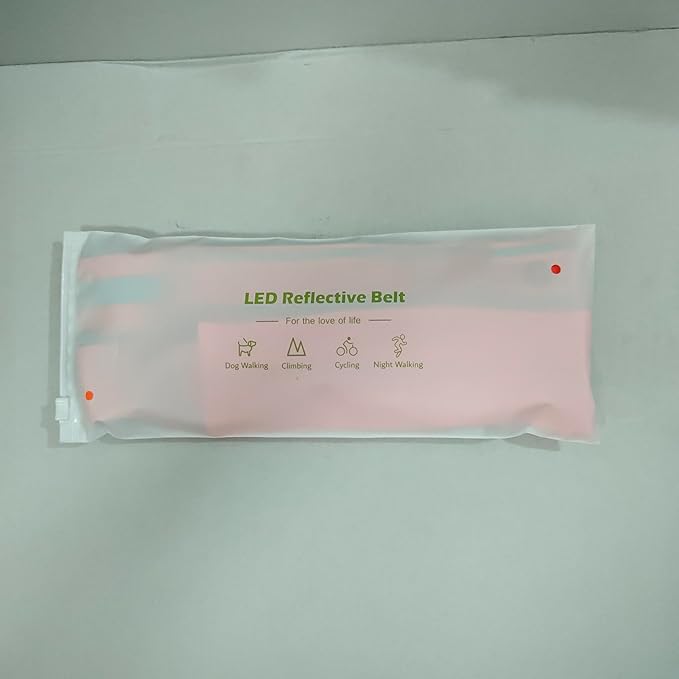 LED Reflective Belt
For the love of life
Dog Walking Climbing Cycling Night Walking